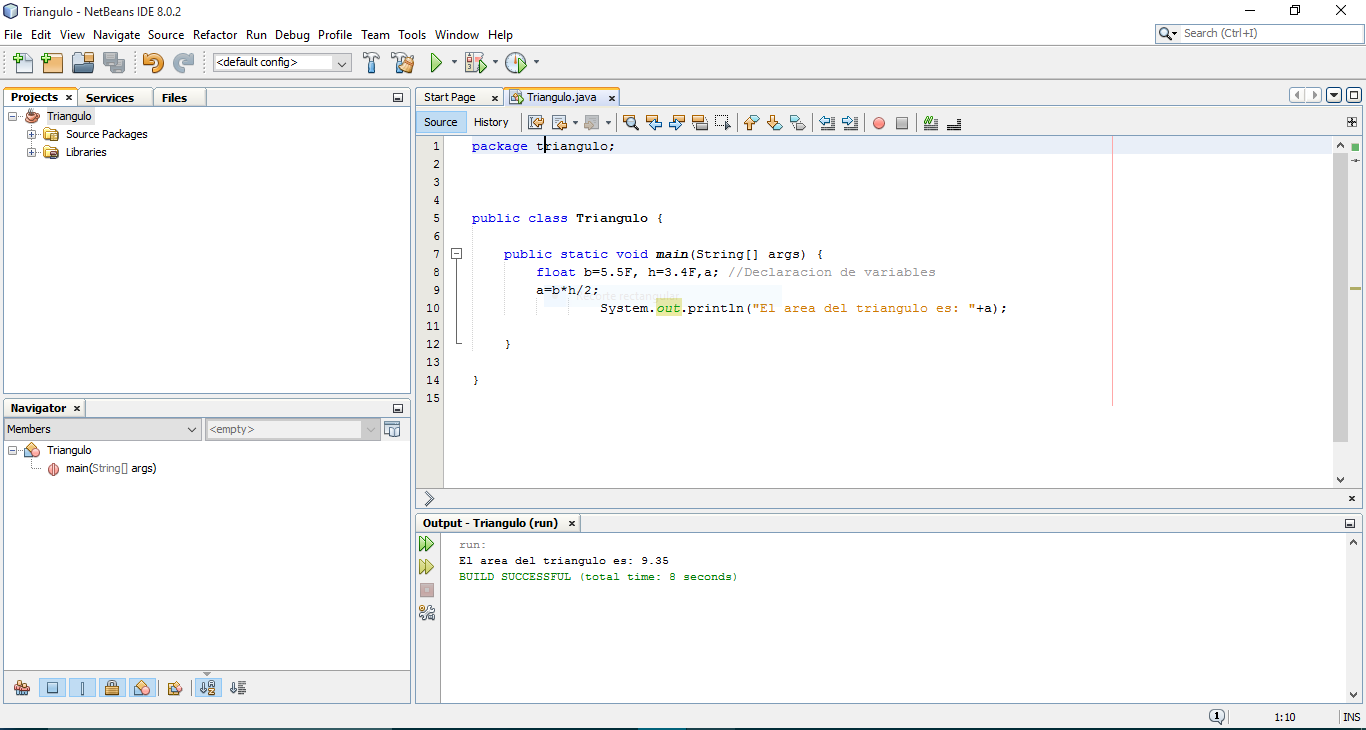 Triangulo - NetBeans IDE 8.0.2
File Edit View Navigate Source Refactor Run Debug Profile Team Tools Window Help
Search (Ctrl+I)
<default config>
Projects Services Files
Triangulo
Source Packages
Libraries
Start Page Triangulo.java
Source History
1 package triangulo;
2
3
4
5 public class Triangulo {
6
7 public static void main(String[] args) {
8 float b=5.5F, h=3.4F,a; //Declaracion de variables
9 a=b*h/2;
10 System.out.println("El area del triangulo es: "+a);
11
12 }
13
14 }
15
Navigator
Members <empty>
Triangulo
main(String[] args)
Output - Triangulo (run)
run:
El area del triangulo es: 9.35
BUILD SUCCESSFUL (total time: 8 seconds)
1 1:10 INS